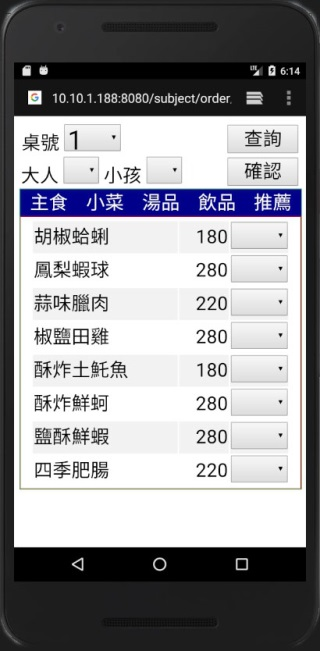 6:14
10.10.1.188:8080/subject/order.
桌號 1 查詢
大人 小孩 確認
主食 小菜 湯品 飲品 推薦
胡椒蛤蜊 180
鳳梨蝦球 280
蒜味臘肉 220
椒鹽田雞 280
酥炸土魠魚 180
酥炸鮮蚵 280
鹽酥鮮蝦 280
四季肥腸 220